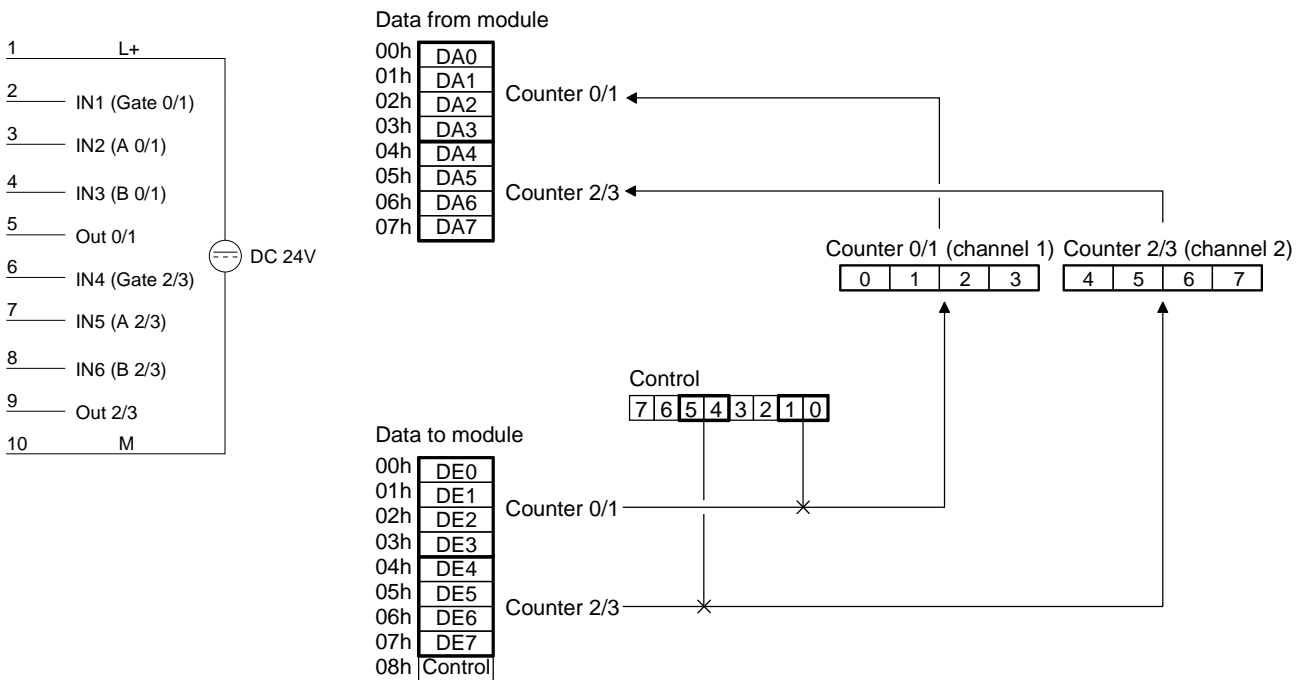 1 L+
2 IN1 (Gate 0/1)
3 IN2 (A 0/1)
4 IN3 (B 0/1)
5 Out 0/1
6 IN4 (Gate 2/3)
7 IN5 (A 2/3)
8 IN6 (B 2/3)
9 Out 2/3
10 M
DC 24V
Data from module
00h DA0
01h DA1
02h DA2
03h DA3
04h DA4
05h DA5
06h DA6
07h DA7
Counter 0/1
Counter 2/3
Counter 0/1 (channel 1) Counter 2/3 (channel 2)
0 1 2 3 4 5 6 7
Control
7 6 5 4 3 2 1 0
Data to module
00h DE0
01h DE1
02h DE2
03h DE3
04h DE4
05h DE5
06h DE6
07h DE7
08h Control
Counter 0/1
Counter 2/3